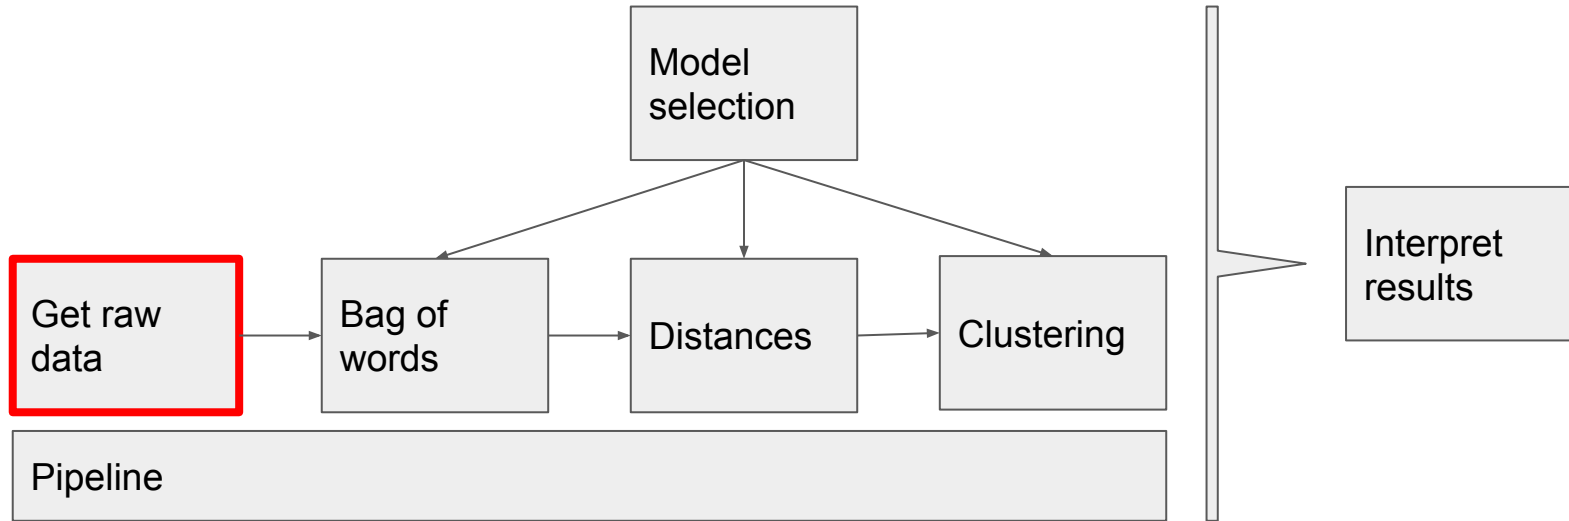 Model
selection
Get raw
data
Bag of
words
Distances
Clustering
Interpret
results
Pipeline